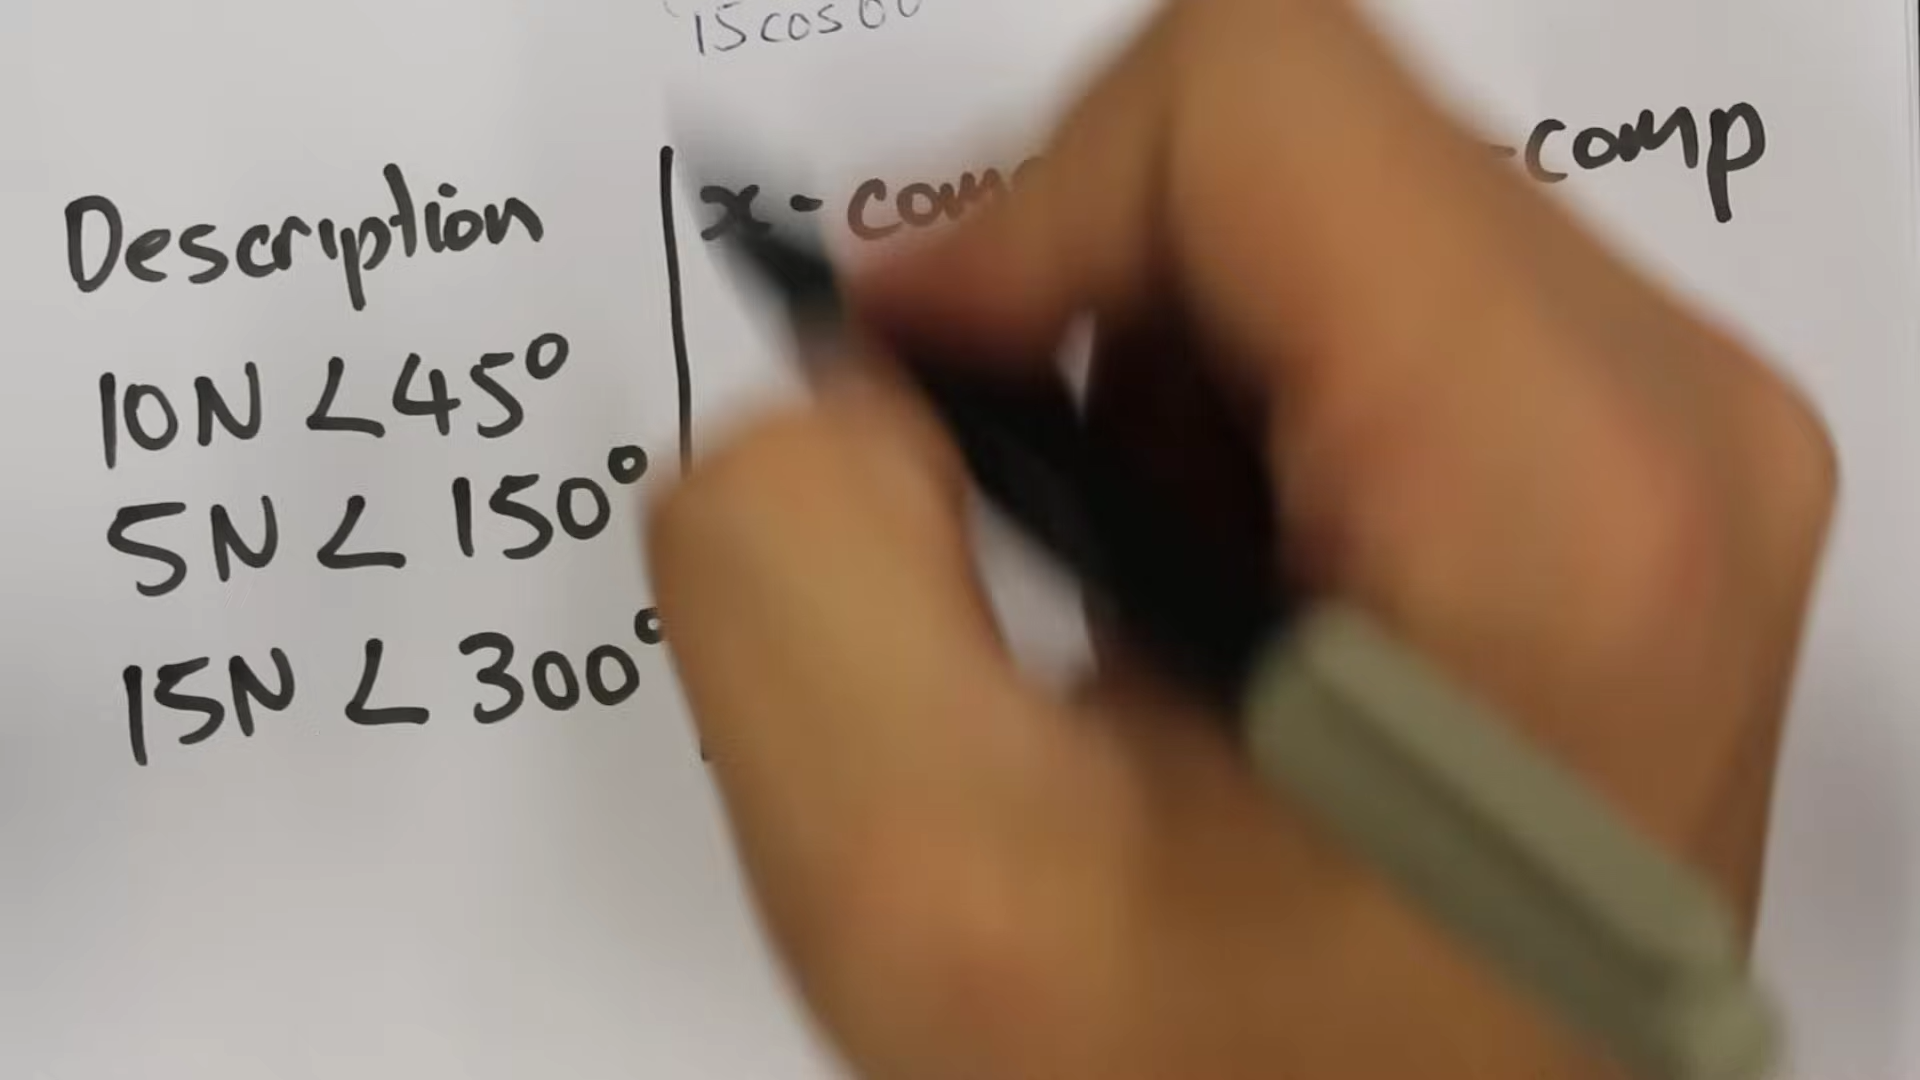 15cos60
Description x-com -comp
10N ∠45°
5N ∠ 150°
15N ∠ 300°